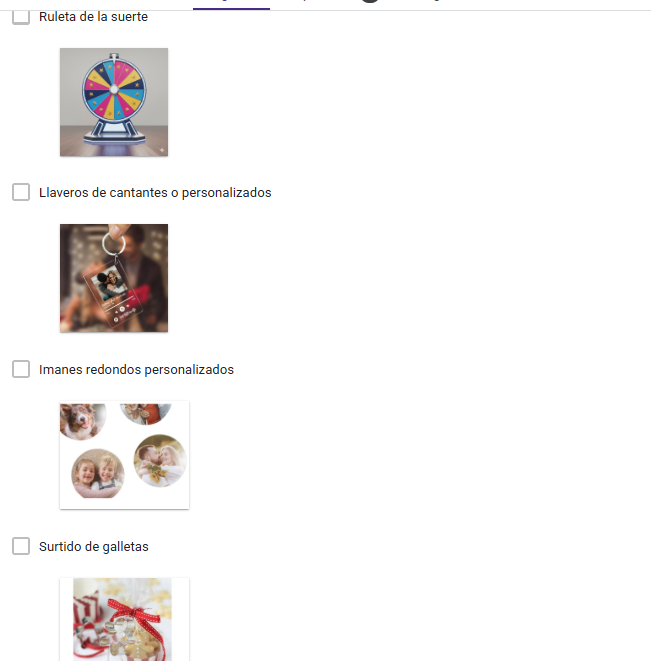 Ruleta de la suerte
Llaveros de cantantes o personalizados
Imanes redondos personalizados
Surtido de galletas